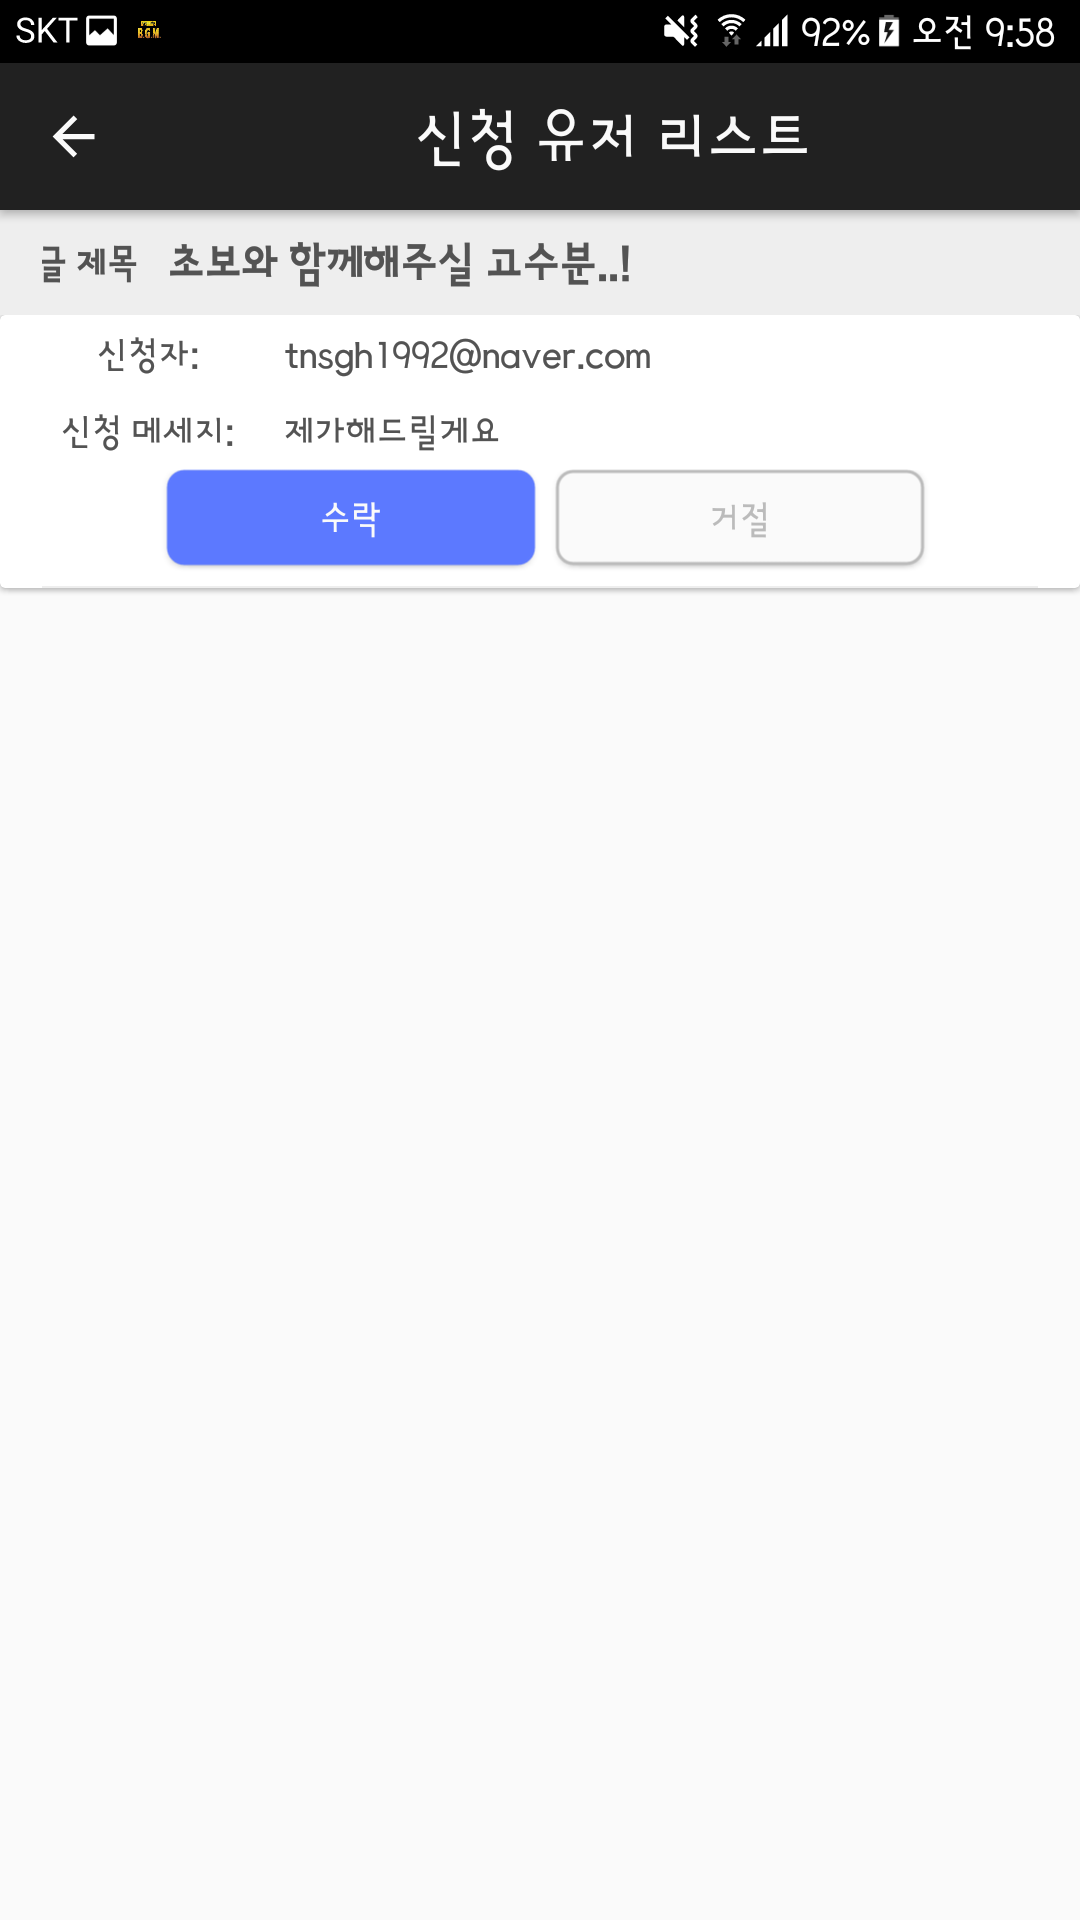 SKT B.G.M 92% 오전 9:58
신청 유저 리스트
글 제목 초보와 함께해주실 고수분..!
신청자: tnsgh1992@naver.com
신청 메세지: 제가해드릴게요
수락 거절